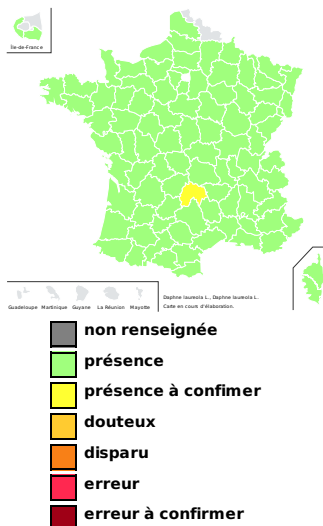 Île-de-France
Guadeloupe Martinique Guyane La Réunion Mayotte
Daphne laureola L., Daphne laureola L.
Carte en cours d'élaboration.
non renseignée
présence
présence à confimer
douteux
disparu
erreur
erreur à confirmer